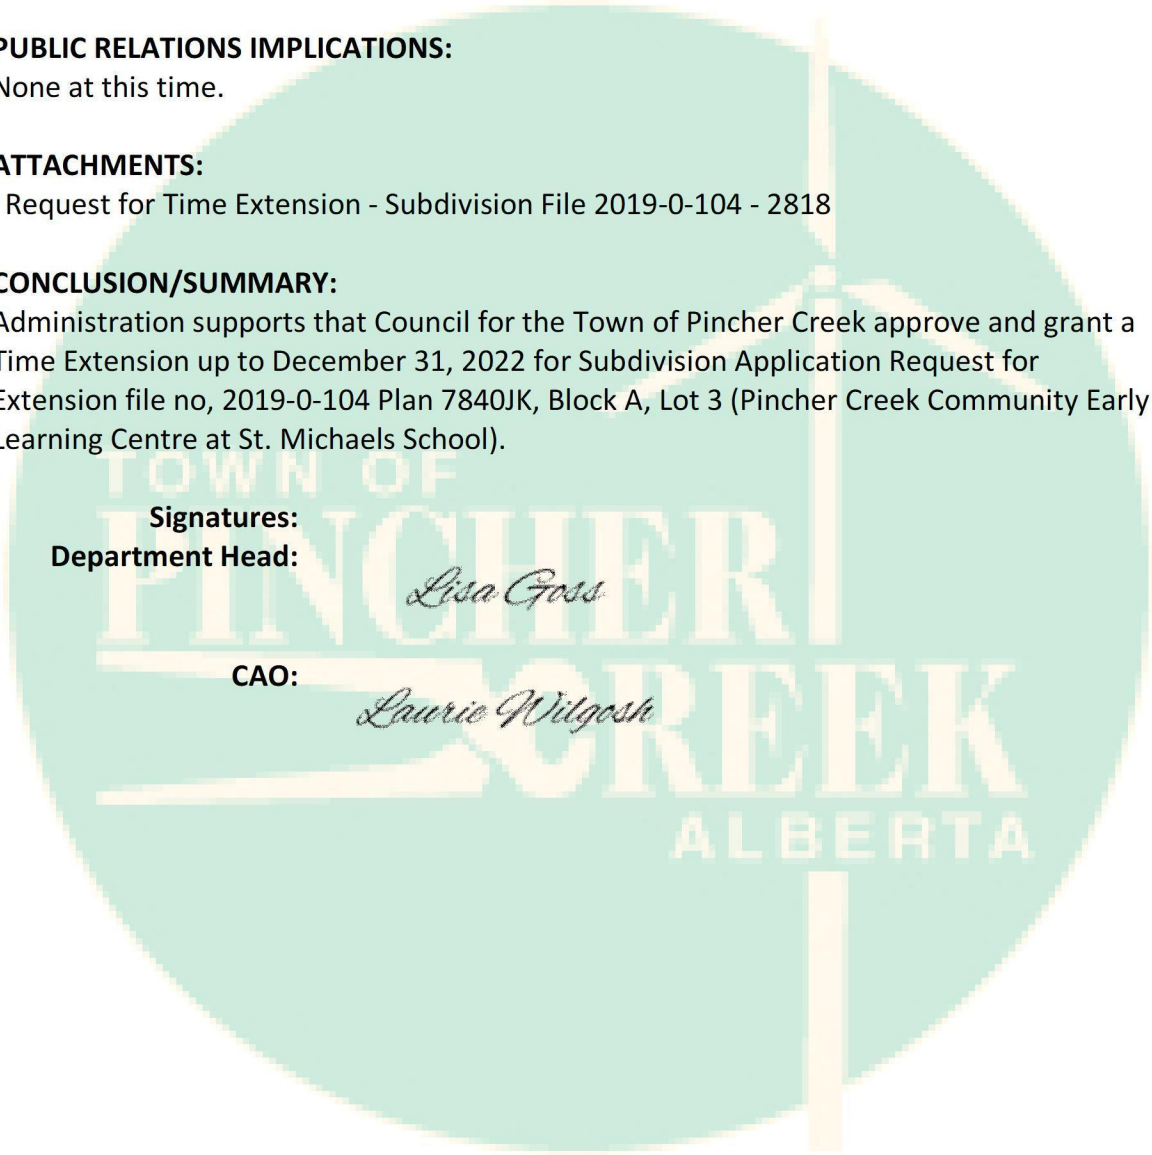 PUBLIC RELATIONS IMPLICATIONS:
None at this time.
ATTACHMENTS:
Request for Time Extension - Subdivision File 2019-0-104 - 2818
CONCLUSION/SUMMARY:
Administration supports that Council for the Town of Pincher Creek approve and grant a
Time Extension up to December 31, 2022 for Subdivision Application Request for
Extension file no, 2019-0-104 Plan 7840JK, Block A, Lot 3 (Pincher Creek Community Early
Learning Centre at St. Michaels School).
TOWN OF
Signatures:
PINCHER
Department Head:
Lisa Goss
CAO:
Laurie Wilgosh
CREEK
ALBERTA